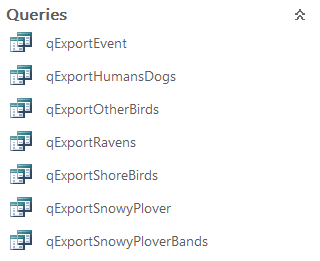 Queries
qExportEvent
qExportHumansDogs
qExportOtherBirds
qExportRavens
qExportShoreBirds
qExportSnowyPlover
qExportSnowyPloverBands